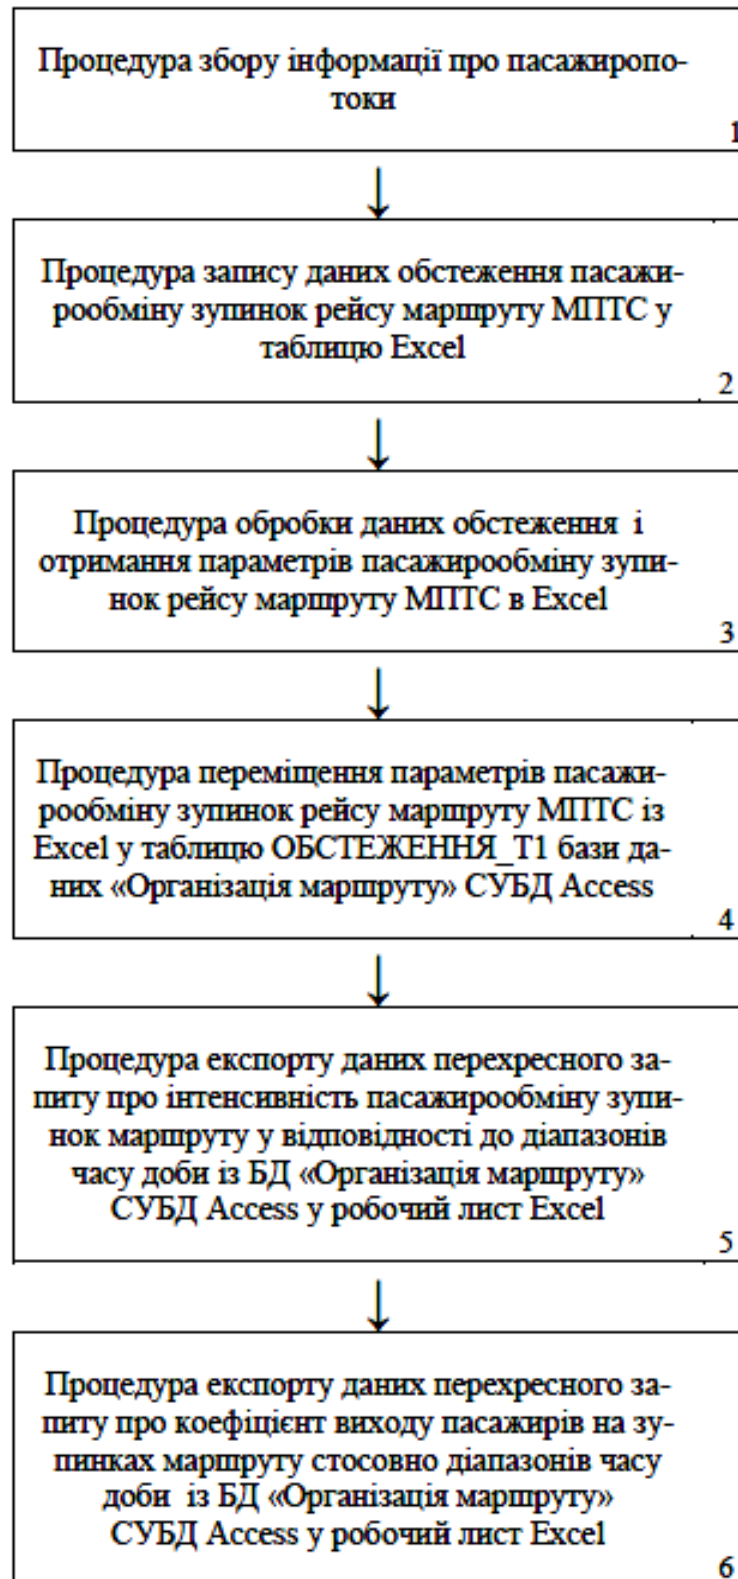 Процедура збору інформації про пасажиропо-
токи
1
Процедура запису даних обстеження пасажи-
рообміну зупинок рейсу маршруту МПТС у
таблицю Excel
2
Процедура обробки даних обстеження і
отримання параметрів пасажирообміну зупи-
нок рейсу маршруту МПТС в Excel
3
Процедура переміщення параметрів пасажи-
рообміну зупинок рейсу маршруту МПТС із
Excel у таблицю ОБСТЕЖЕННЯ_Т1 бази да-
них «Організація маршруту» СУБД Access
4
Процедура експорту даних перехресного за-
питу про інтенсивність пасажирообміну зупи-
нок маршруту у відповідності до діапазонів
часу доби із БД «Організація маршруту»
СУБД Access у робочий лист Excel
5
Процедура експорту даних перехресного за-
питу про коефіцієнт виходу пасажирів на зу-
пинках маршруту стосовно діапазонів часу
доби із БД «Організація маршруту»
СУБД Access у робочий лист Excel
6